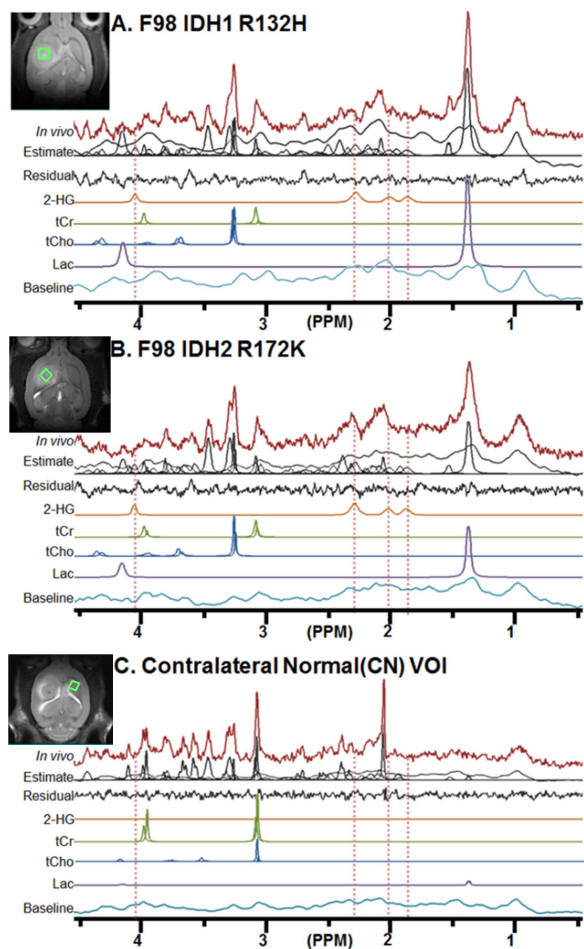 A. F98 IDH1 R132H
In vivo
Estimate
Residual
2-HG
tCr
tCho
Lac
Baseline
4 3 (PPM) 2 1
B. F98 IDH2 R172K
In vivo
Estimate
Residual
2-HG
tCr
tCho
Lac
Baseline
4 3 (PPM) 2 1
C. Contralateral Normal(CN) VOI
In vivo
Estimate
Residual
2-HG
tCr
tCho
Lac
Baseline
4 3 (PPM) 2 1